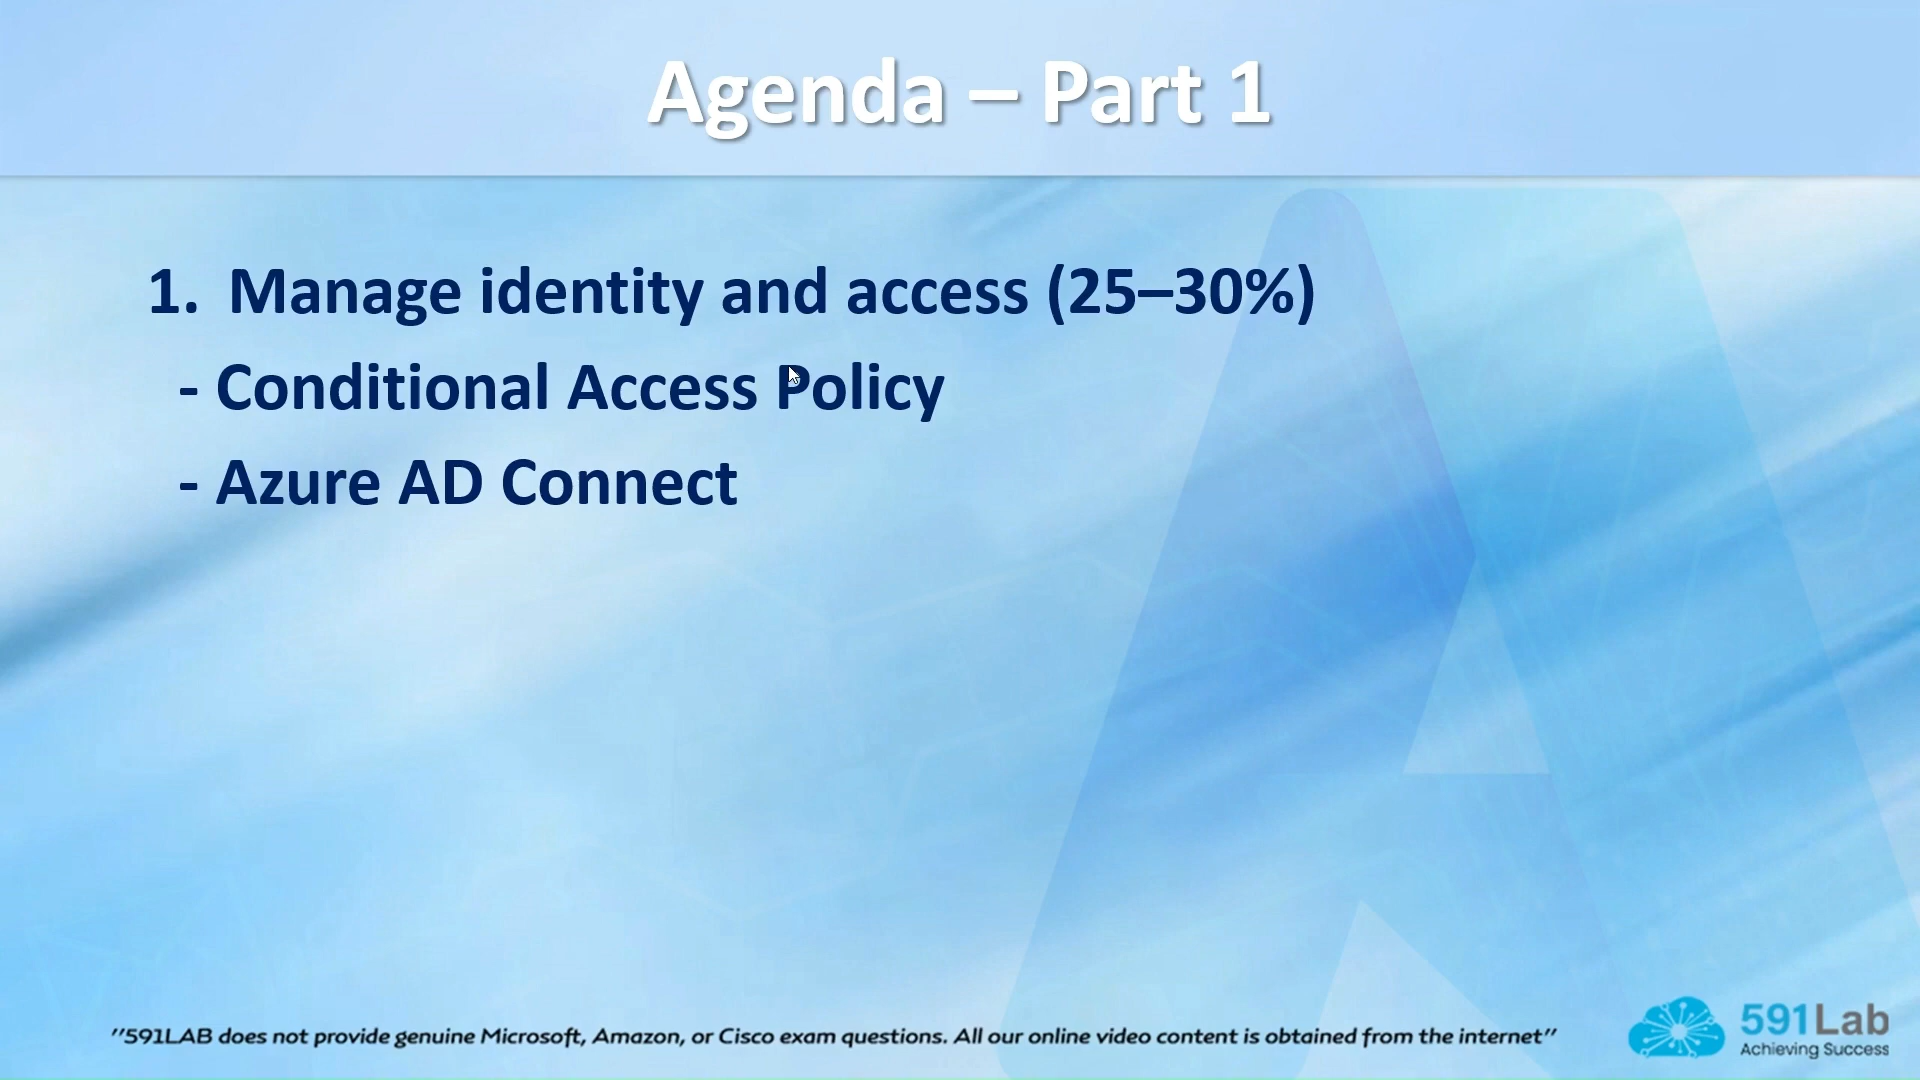 Agenda – Part 1
1. Manage identity and access (25–30%)
- Conditional Access Policy
- Azure AD Connect
''591LAB does not provide genuine Microsoft, Amazon, or Cisco exam questions. All our online video content is obtained from the internet''
591Lab
Achieving Success